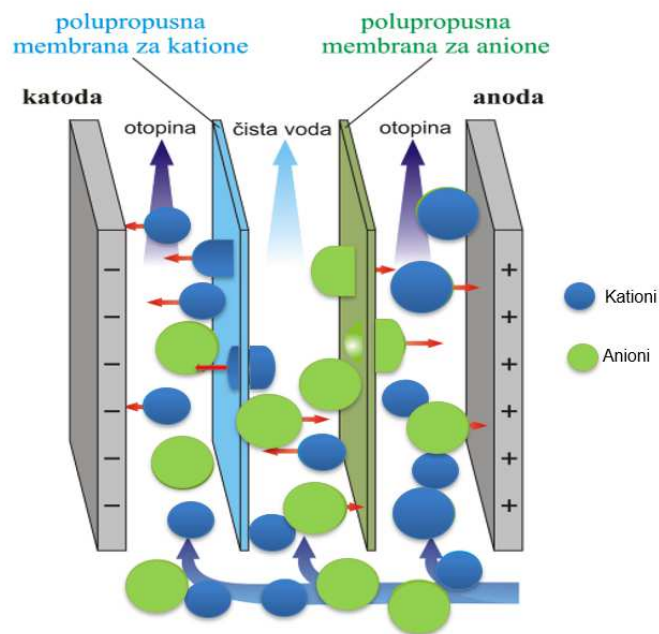 polupropusna
membrana za katione
polupropusna
membrana za anione
katoda
anoda
otopina
čista voda
otopina
−
−
−
−
−
−
+
+
+
+
+
+
Kationi
Anioni